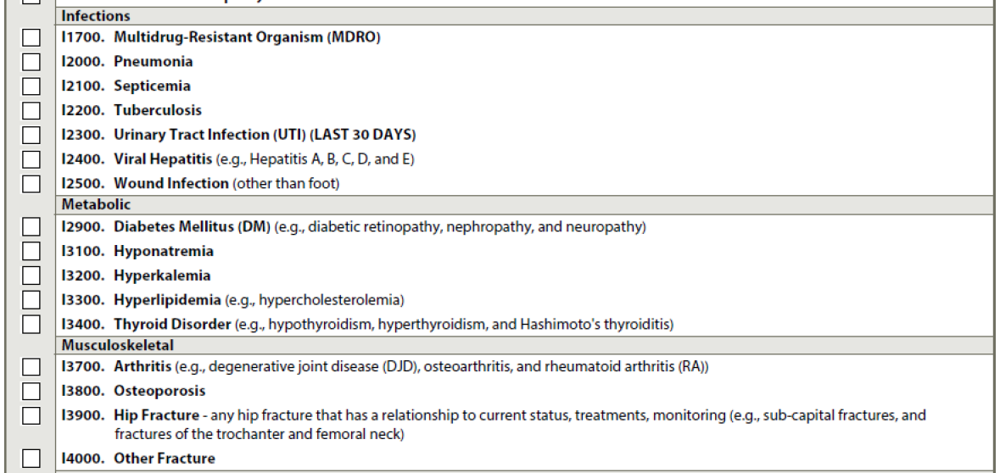 Infections
I1700. Multidrug-Resistant Organism (MDRO)
I2000. Pneumonia
I2100. Septicemia
I2200. Tuberculosis
I2300. Urinary Tract Infection (UTI) (LAST 30 DAYS)
I2400. Viral Hepatitis (e.g., Hepatitis A, B, C, D, and E)
I2500. Wound Infection (other than foot)
Metabolic
I2900. Diabetes Mellitus (DM) (e.g., diabetic retinopathy, nephropathy, and neuropathy)
I3100. Hyponatremia
I3200. Hyperkalemia
I3300. Hyperlipidemia (e.g., hypercholesterolemia)
I3400. Thyroid Disorder (e.g., hypothyroidism, hyperthyroidism, and Hashimoto's thyroiditis)
Musculoskeletal
I3700. Arthritis (e.g., degenerative joint disease (DJD), osteoarthritis, and rheumatoid arthritis (RA))
I3800. Osteoporosis
I3900. Hip Fracture - any hip fracture that has a relationship to current status, treatments, monitoring (e.g., sub-capital fractures, and
fractures of the trochanter and femoral neck)
I4000. Other Fracture